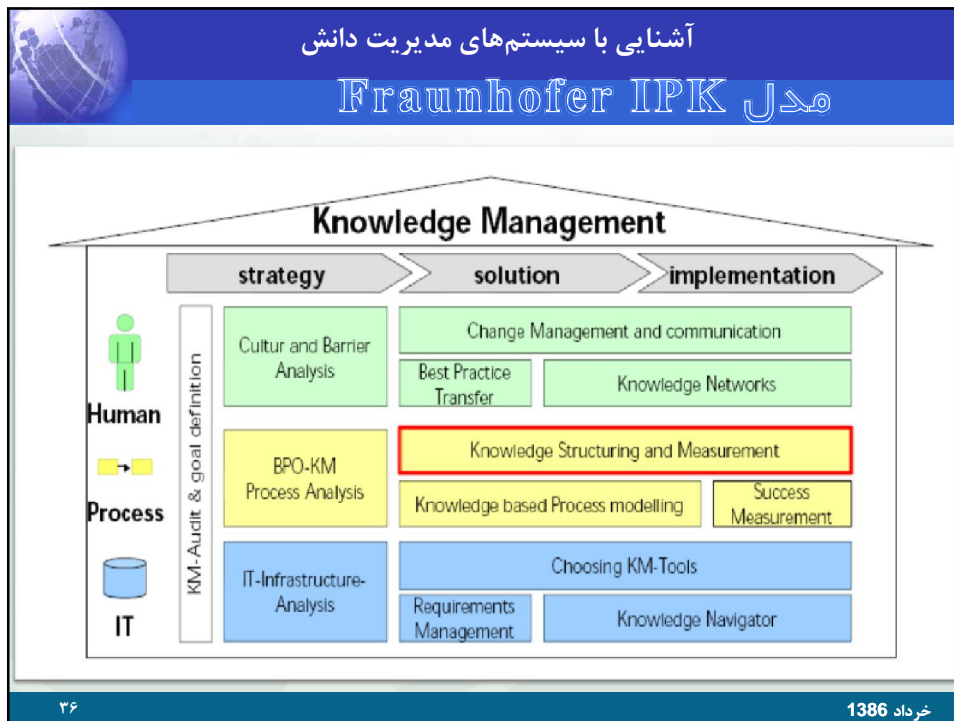 آشنایی با سیستم‌های مدیریت دانش
مدل Fraunhofer IPK
Knowledge Management
strategy
solution
implementation
Human
Process
IT
KM-Audit & goal definition
Cultur and Barrier
Analysis
Change Management and communication
Best Practice
Transfer
Knowledge Networks
BPO-KM
Process Analysis
Knowledge Structuring and Measurement
Knowledge based Process modelling
Success
Measurement
IT-Infrastructure-
Analysis
Choosing KM-Tools
Requirements
Management
Knowledge Navigator
۳۶
خرداد 1386